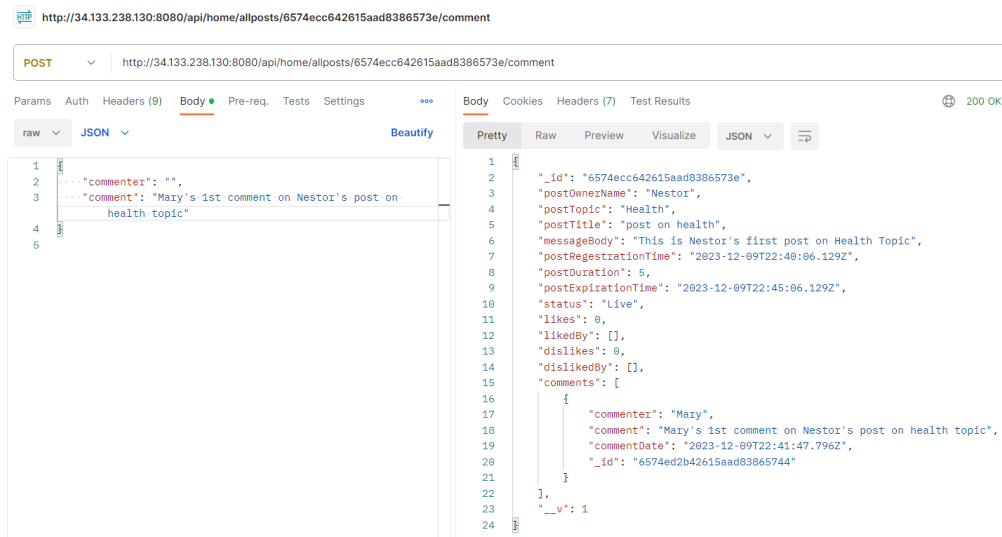 HTTP http://34.133.238.130:8080/api/home/allposts/6574ecc642615aad8386573e/comment
POST http://34.133.238.130:8080/api/home/allposts/6574ecc642615aad8386573e/comment
Params Auth Headers (9) Body Pre-req. Tests Settings
raw JSON Beautify
1 {
2 "commenter": "",
3 "comment": "Mary's 1st comment on Nestor's post on
health topic"
4 }
5
Body Cookies Headers (7) Test Results 200 OK
Pretty Raw Preview Visualize JSON
1 {
2 "_id": "6574ecc642615aad8386573e",
3 "postOwnerName": "Nestor",
4 "postTopic": "Health",
5 "postTitle": "post on health",
6 "messageBody": "This is Nestor's first post on Health Topic",
7 "postRegestrationTime": "2023-12-09T22:40:06.129Z",
8 "postDuration": 5,
9 "postExpirationTime": "2023-12-09T22:45:06.129Z",
10 "status": "Live",
11 "likes": 0,
12 "likedBy": [],
13 "dislikes": 0,
14 "dislikedBy": [],
15 "comments": [
16 {
17 "commenter": "Mary",
18 "comment": "Mary's 1st comment on Nestor's post on health topic",
19 "commentDate": "2023-12-09T22:41:47.796Z",
20 "_id": "6574ed2b42615aad83865744"
21 }
22 ],
23 "__v": 1
24 }